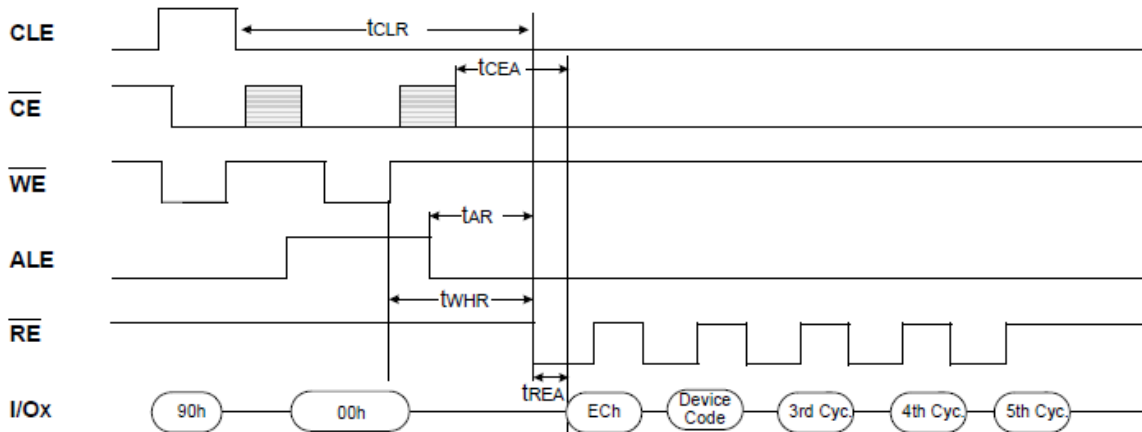 CLE
tCLR
CE
tCEA
WE
tAR
ALE
tWHR
RE
tREA
I/Ox
90h
00h
ECh
Device
Code
3rd Cyc.
4th Cyc.
5th Cyc.